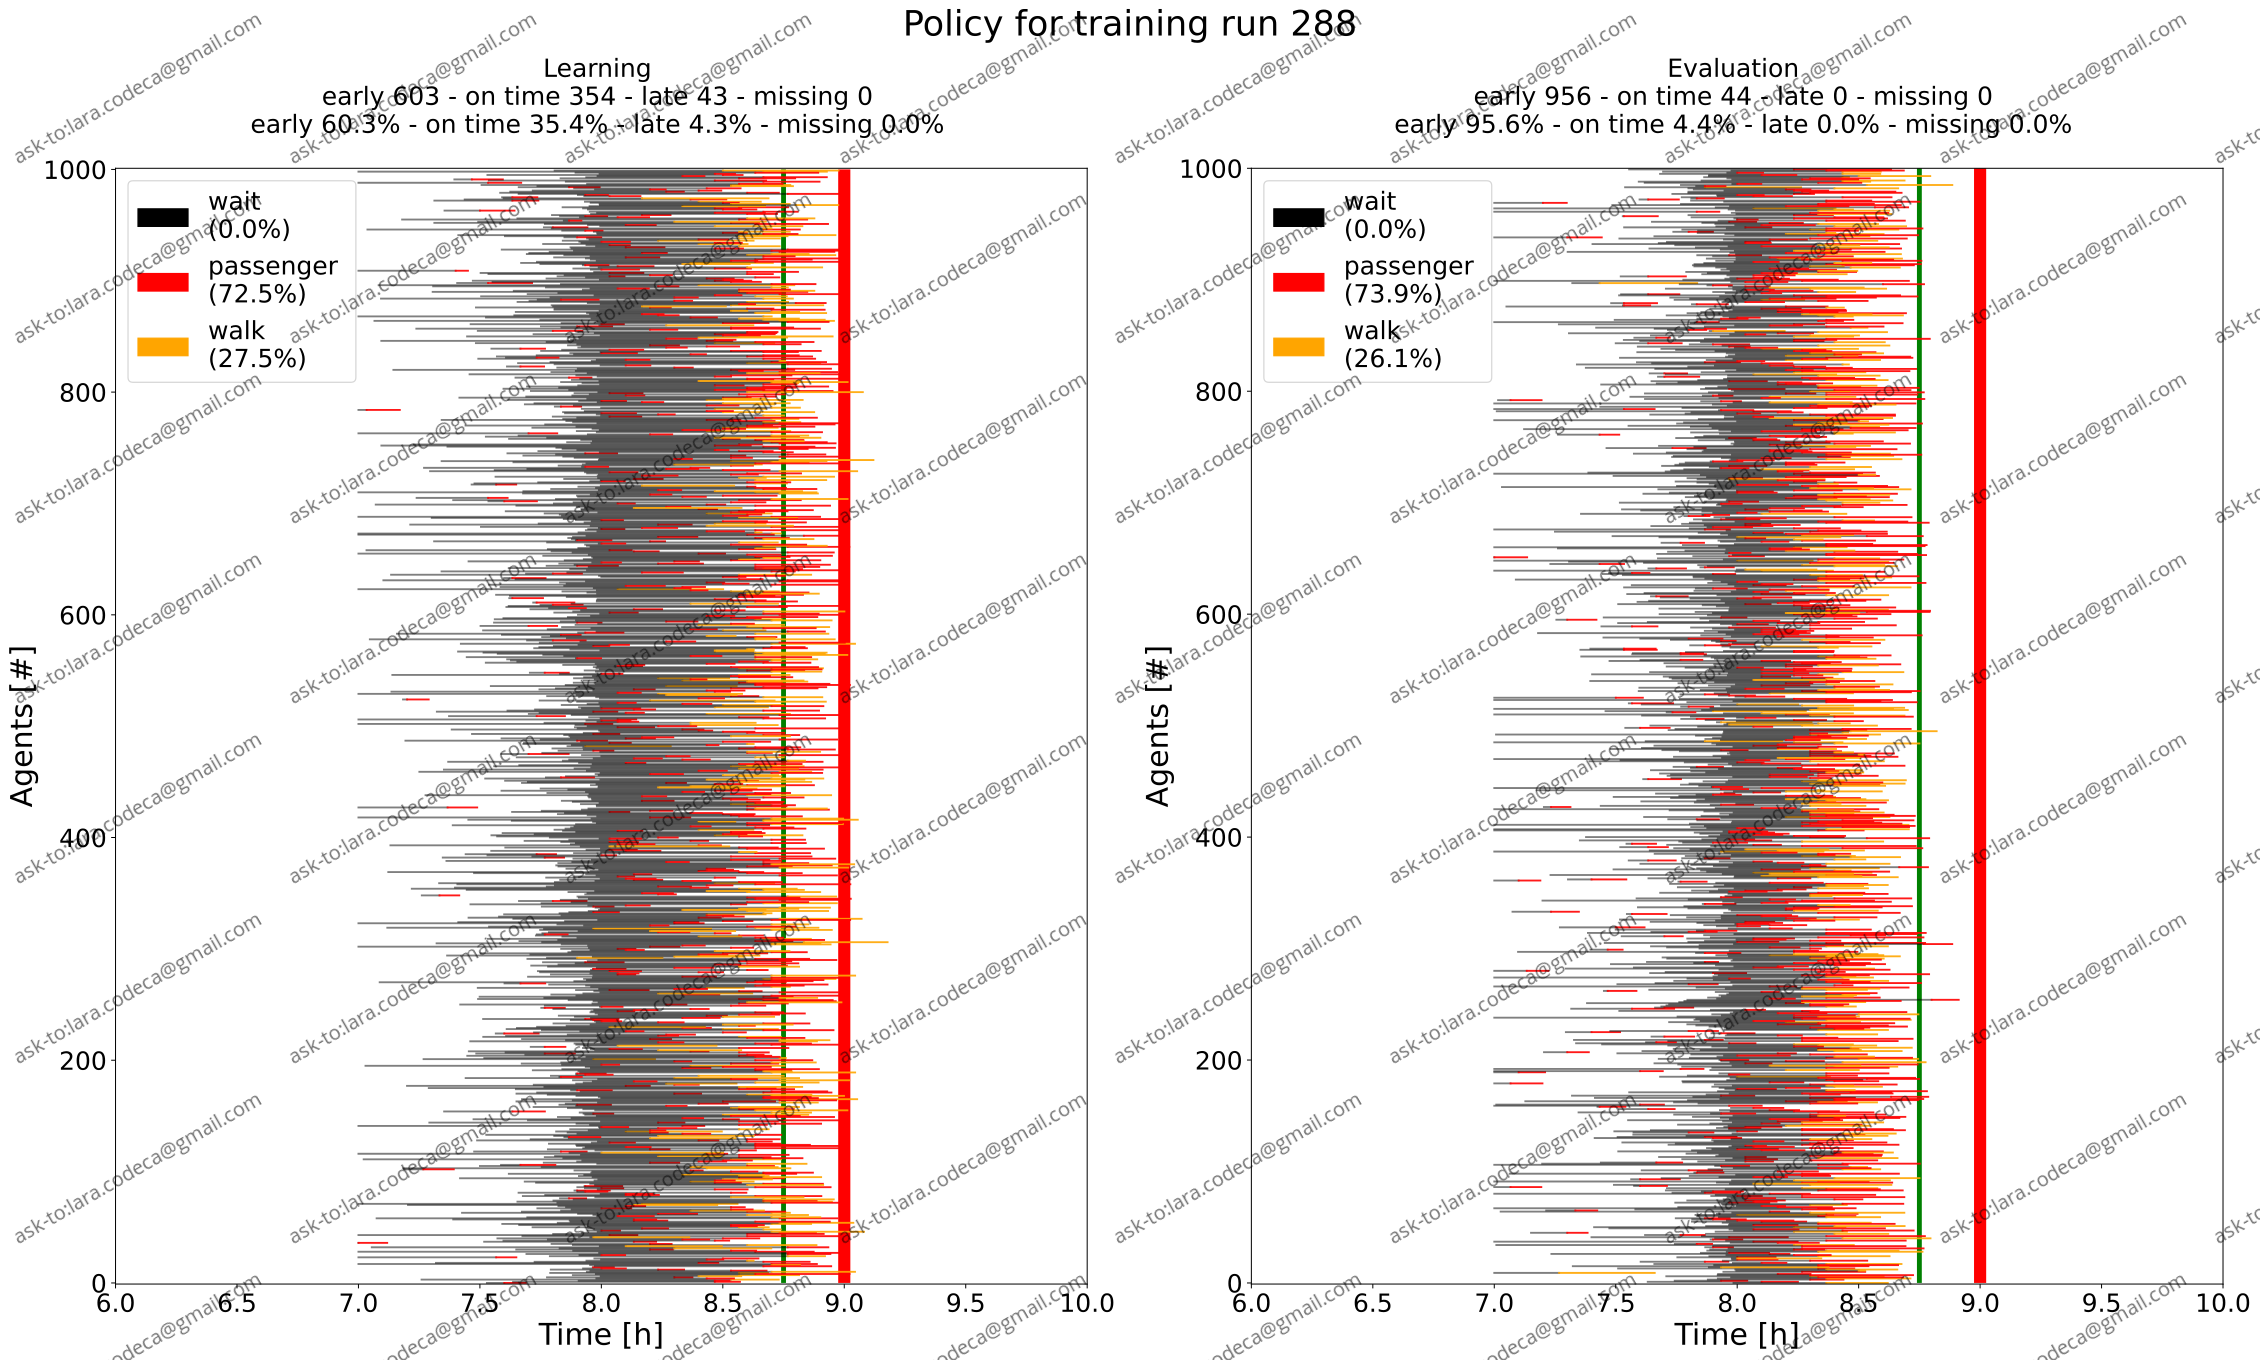 Policy for training run 288
Learning
early 603 - on time 354 - late 43 - missing 0
early 60.3% - on time 35.4% - late 4.3% - missing 0.0%
wait
(0.0%)
passenger
(72.5%)
walk
(27.5%)
Agents [#]
1000
800
600
400
200
0
6.0 6.5 7.0 7.5 8.0 8.5 9.0 9.5 10.0
Time [h]
Evaluation
early 956 - on time 44 - late 0 - missing 0
early 95.6% - on time 4.4% - late 0.0% - missing 0.0%
wait
(0.0%)
passenger
(73.9%)
walk
(26.1%)
Agents [#]
1000
800
600
400
200
0
6.0 6.5 7.0 7.5 8.0 8.5 9.0 9.5 10.0
Time [h]
ask-to:lara.codeca@gmail.com